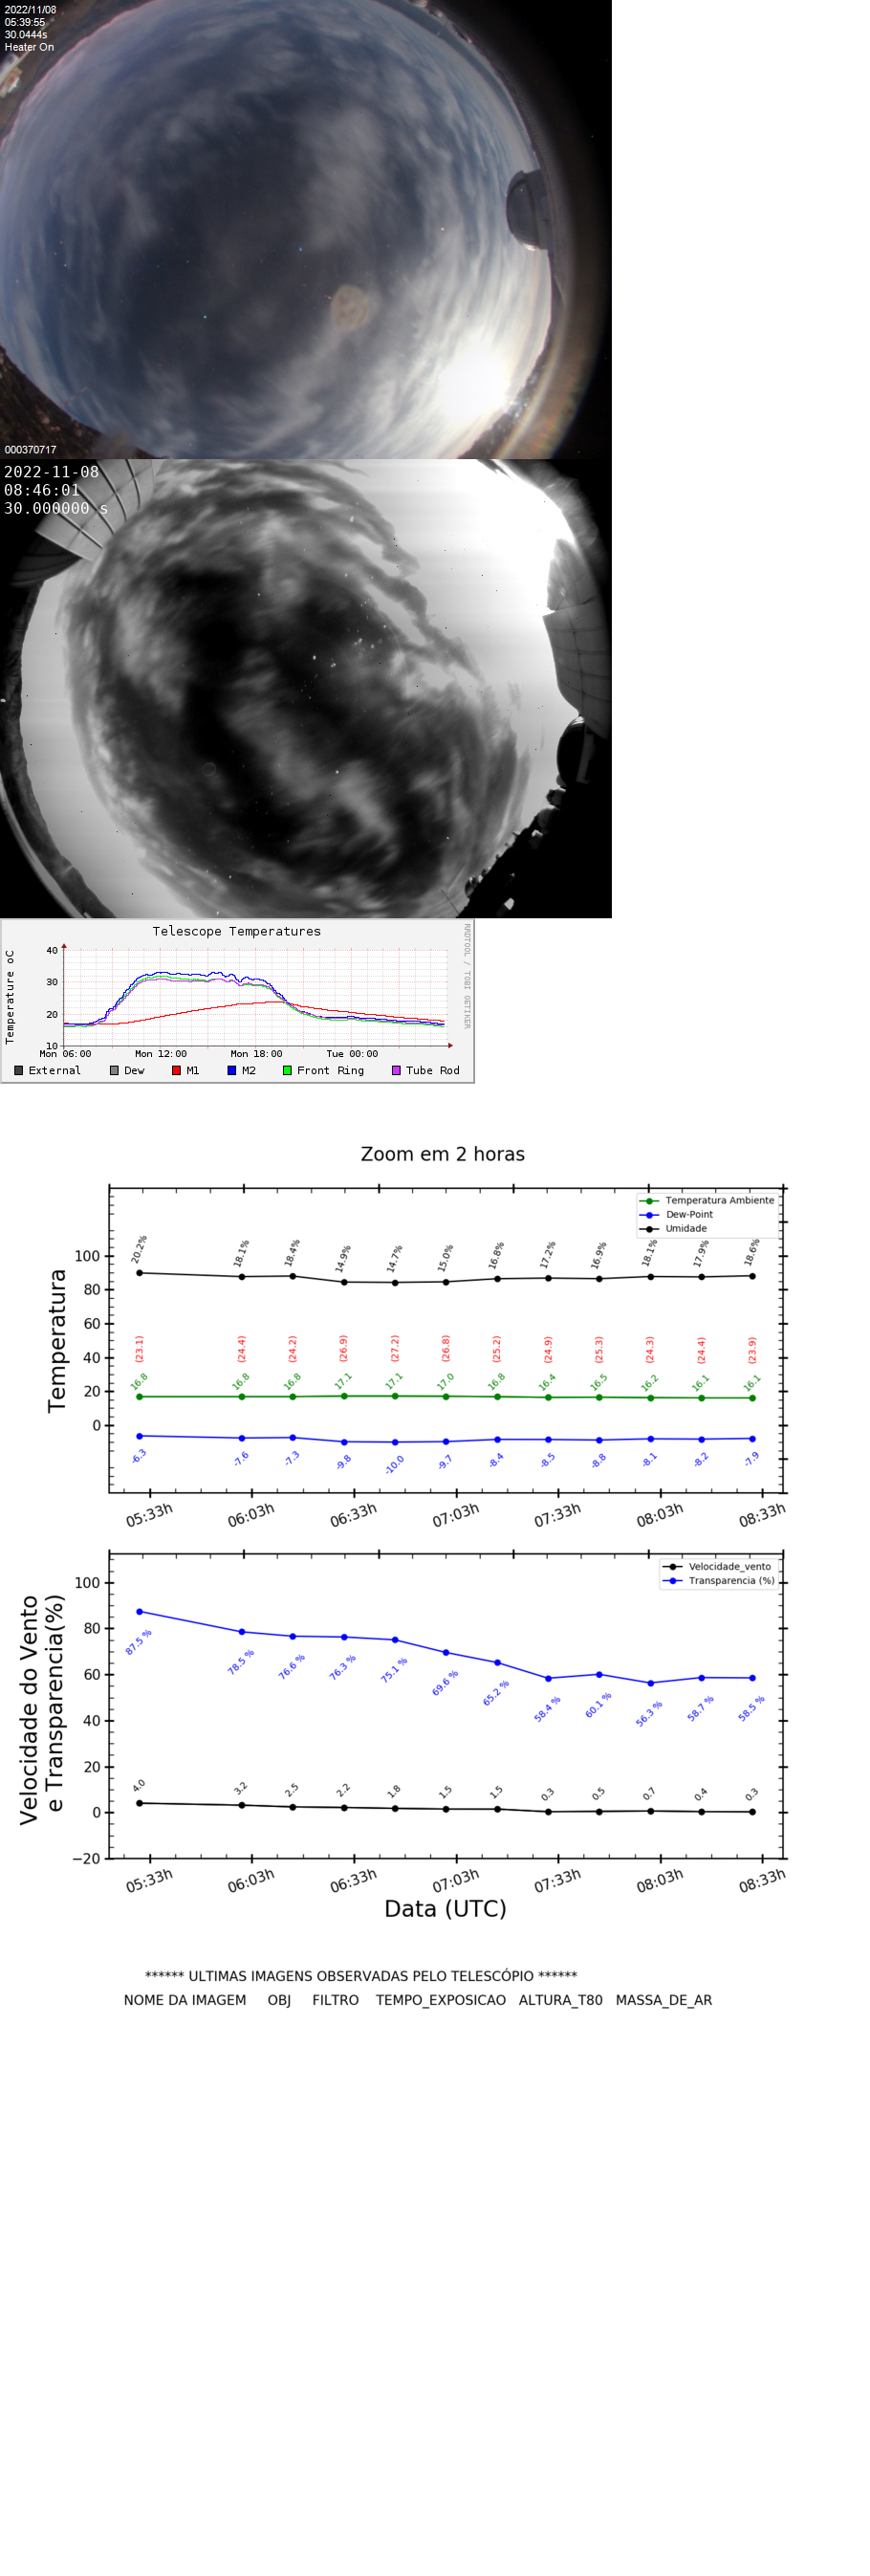 2022/11/08
05:39:55
30.0444s
Heater On
000370717
2022-11-08
08:46:01
30.000000 s
Telescope Temperatures
RRDTOOL / TOBI OETIKER
Temperature oC
40
30
20
10
Mon 06:00 Mon 12:00 Mon 18:00 Tue 00:00
External Dew M1 M2 Front Ring Tube Rod
Zoom em 2 horas
Temperatura Ambiente
Dew-Point
Umidade
Temperatura
100
80
60
40
20
0
20.2% 18.1% 18.4% 14.9% 14.7% 15.0% 16.8% 17.2% 16.9% 18.1% 17.9% 18.6%
(23.1) (24.4) (24.2) (26.9) (27.2) (26.8) (25.2) (24.9) (25.3) (24.3) (24.4) (23.9)
16.8 16.8 16.8 17.1 17.1 17.0 16.8 16.4 16.5 16.2 16.1 16.1
-6.3 -7.6 -7.3 -9.8 -10.0 -9.7 -8.4 -8.5 -8.8 -8.1 -8.2 -7.9
05:33h 06:03h 06:33h 07:03h 07:33h 08:03h 08:33h
Velocidade_vento
Transparencia (%)
Velocidade do Vento
e Transparencia(%)
100
80
60
40
20
0
−20
87.5 % 78.5 % 76.6 % 76.3 % 75.1 % 69.6 % 65.2 % 58.4 % 60.1 % 56.3 % 58.7 % 58.5 %
4.0 3.2 2.5 2.2 1.8 1.5 1.5 0.3 0.5 0.7 0.4 0.3
05:33h 06:03h 06:33h 07:03h 07:33h 08:03h 08:33h
Data (UTC)
****** ULTIMAS IMAGENS OBSERVADAS PELO TELESCÓPIO ******
NOME DA IMAGEM OBJ FILTRO TEMPO_EXPOSICAO ALTURA_T80 MASSA_DE_AR